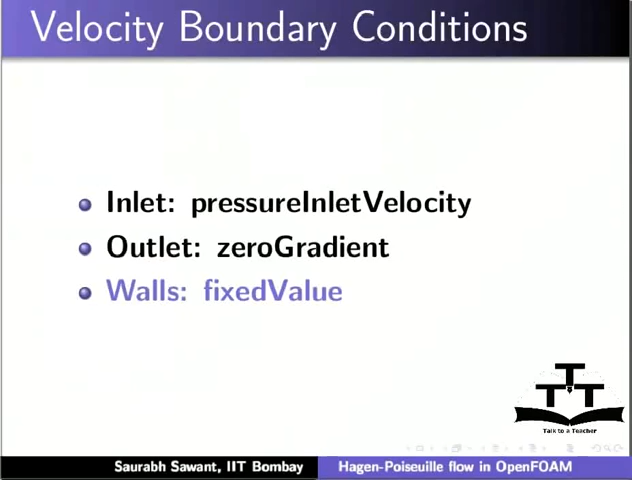 Velocity Boundary Conditions
Inlet: pressureInletVelocity
Outlet: zeroGradient
Walls: fixedValue
TTT
Talk to a Teacher
Saurabh Sawant, IIT Bombay
Hagen-Poiseuille flow in OpenFOAM